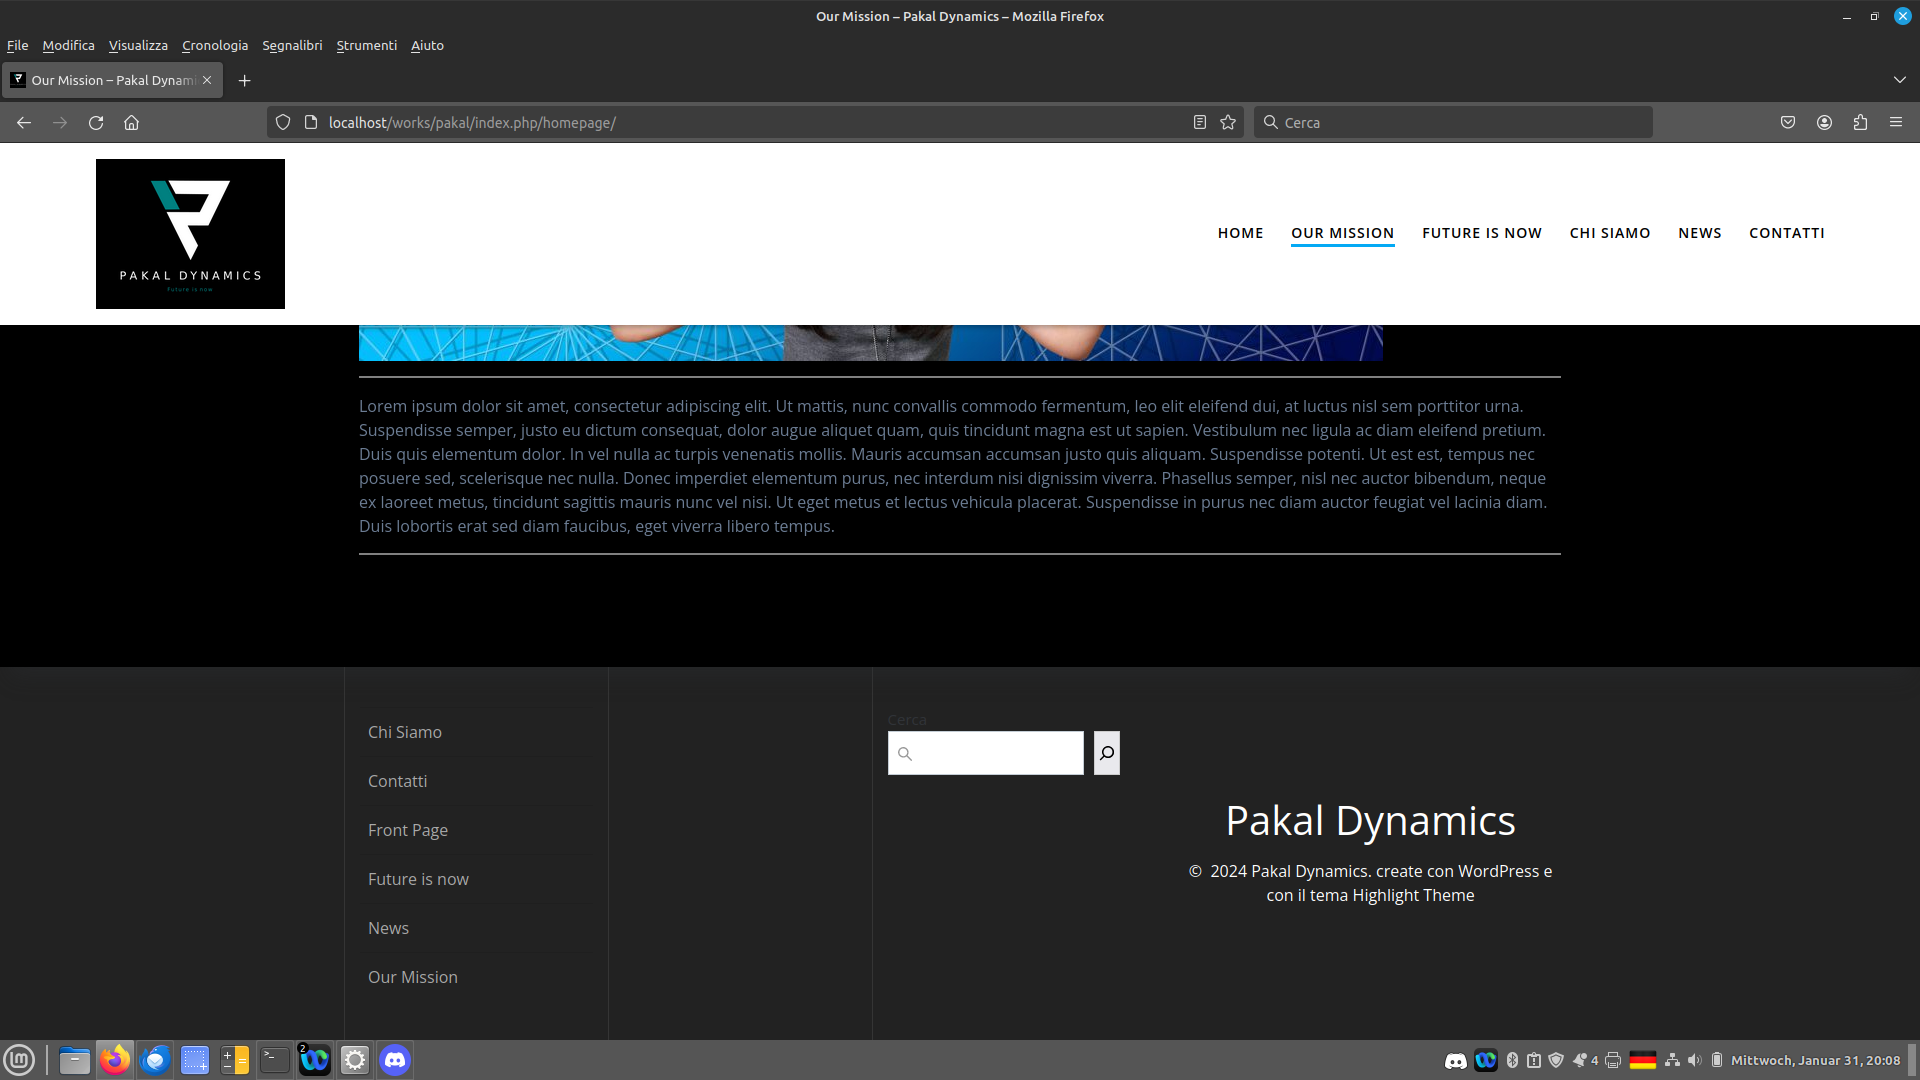 Our Mission – Pakal Dynamics – Mozilla Firefox
File Modifica Visualizza Cronologia Segnalibri Strumenti Aiuto
Our Mission – Pakal Dynami
localhost/works/pakal/index.php/homepage/
Cerca
PAKAL DYNAMICS
Future is now
HOME OUR MISSION FUTURE IS NOW CHI SIAMO NEWS CONTATTI
Lorem ipsum dolor sit amet, consectetur adipiscing elit. Ut mattis, nunc convallis commodo fermentum, leo elit eleifend dui, at luctus nisl sem porttitor urna.
Suspendisse semper, justo eu dictum consequat, dolor augue aliquet quam, quis tincidunt magna est ut sapien. Vestibulum nec ligula ac diam eleifend pretium.
Duis quis elementum dolor. In vel nulla ac turpis venenatis mollis. Mauris accumsan accumsan justo quis aliquam. Suspendisse potenti. Ut est est, tempus nec
posuere sed, scelerisque nec nulla. Donec imperdiet elementum purus, nec interdum nisi dignissim viverra. Phasellus semper, nisl nec auctor bibendum, neque
ex laoreet metus, tincidunt sagittis mauris nunc vel nisi. Ut eget metus et lectus vehicula placerat. Suspendisse in purus nec diam auctor feugiat vel lacinia diam.
Duis lobortis erat sed diam faucibus, eget viverra libero tempus.
Chi Siamo
Contatti
Front Page
Future is now
News
Our Mission
Cerca
Pakal Dynamics
© 2024 Pakal Dynamics. create con WordPress e
con il tema Highlight Theme
2
4
Mittwoch, Januar 31, 20:08